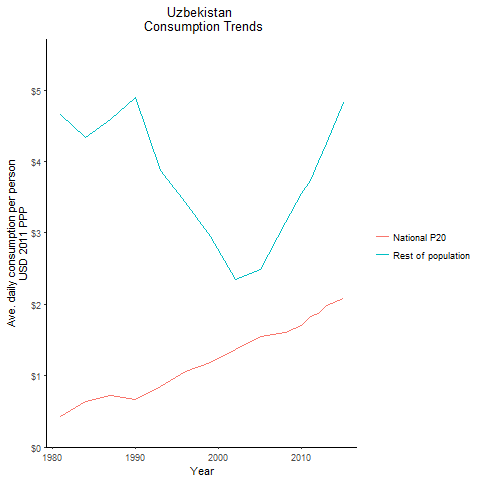 Uzbekistan
Consumption Trends
Ave. daily consumption per person
USD 2011 PPP
$5
$4
$3
$2
$1
$0
1980
1990
2000
2010
Year
National P20
Rest of population